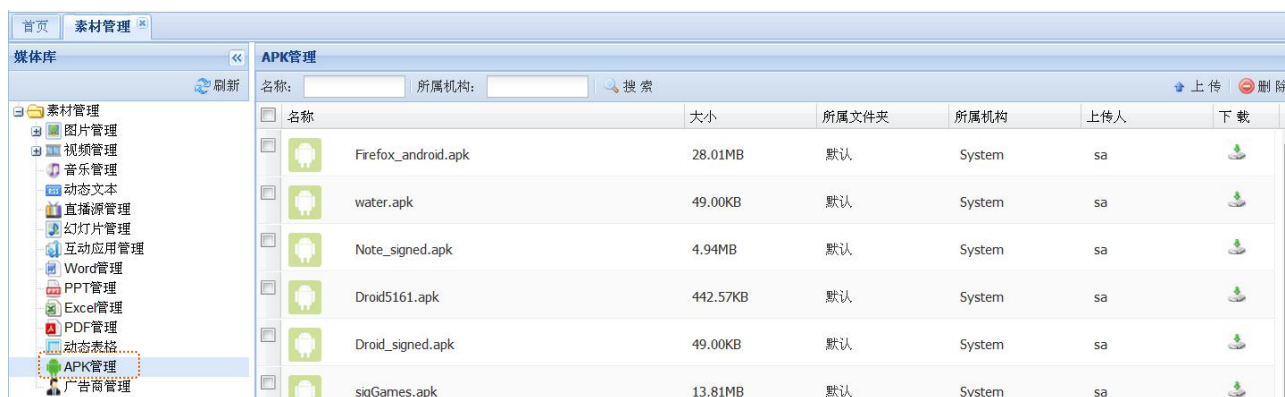 首页 素材管理
媒体库
刷新
素材管理
图片管理
视频管理
音乐管理
动态文本
直播源管理
幻灯片管理
互动应用管理
Word管理
PPT管理
Excel管理
PDF管理
动态表格
APK管理
广告商管理
APK管理
名称: 所属机构: 搜索 上传 删除
名称 大小 所属文件夹 所属机构 上传人 下载
Firefox_android.apk 28.01MB 默认 System sa
water.apk 49.00KB 默认 System sa
Note_signed.apk 4.94MB 默认 System sa
Droid5161.apk 442.57KB 默认 System sa
Droid_signed.apk 49.00KB 默认 System sa
sigGames.apk 13.81MB 默认 System sa